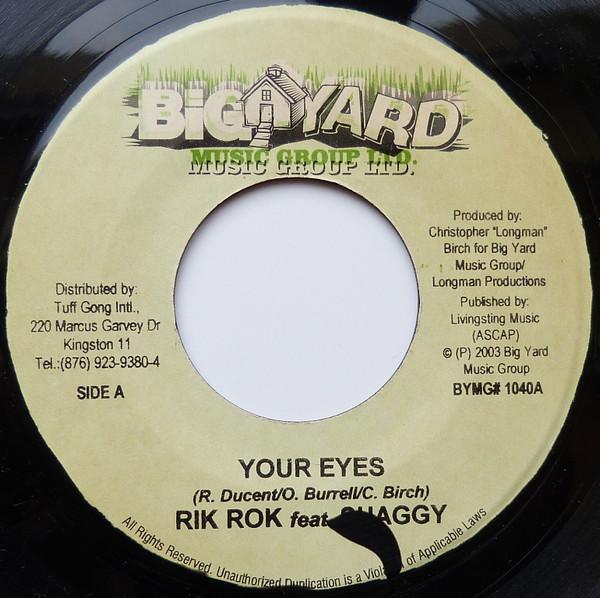 BiG YARD
MUSIC GROUP LTD.
MUSIC GROUP LTD.
Produced by:
Christopher "Longman"
Birch for Big Yard
Music Group/
Longman Productions
Published by:
Livingsting Music
(ASCAP)
© (P) 2003 Big Yard
Music Group
BYMG# 1040A
Distributed by:
Tuff Gong Intl.,
220 Marcus Garvey Dr
Kingston 11
Tel.:(876) 923-9380-4
SIDE A
YOUR EYES
(R. Ducent/O. Burrell/C. Birch)
RIK ROK feat. SHAGGY
All Rights Reserved. Unauthorized Duplication is a of Applicable Laws